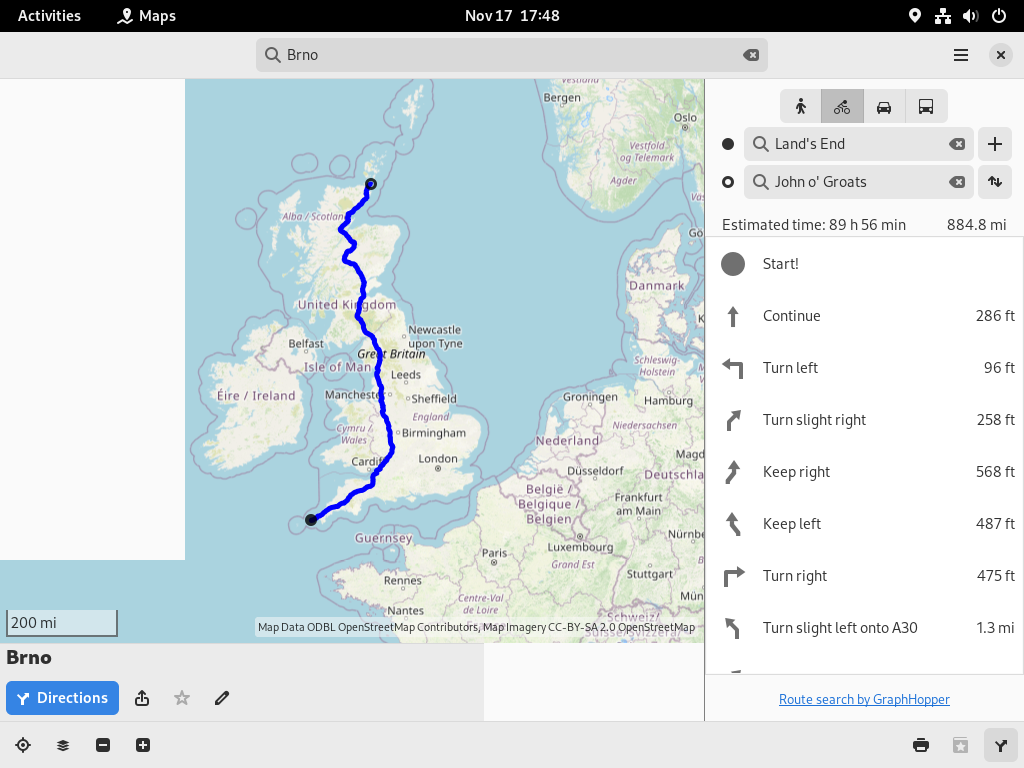 Activities
Maps
Nov 17 17:48
Brno
Land's End
John o' Groats
Estimated time: 89 h 56 min
884.8 mi
Start!
Continue
286 ft
Turn left
96 ft
Turn slight right
258 ft
Keep right
568 ft
Keep left
487 ft
Turn right
475 ft
Turn slight left onto A30
1.3 mi
Route search by GraphHopper
Vestland
Bergen
Oslo
Vestfold
og Telemark
Agder
Alba / Scotland
Danmark
United Kingdom
Newcastle
upon Tyne
Belfast
Great Britain
Isle of Man
Leeds
Schleswig-
Holstein
Éire / Ireland
Manchester
Sheffield
Groningen
Hamburg
England
Niedersachsen
Cymru /
Wales
Birmingham
Nederland
Cardiff
London
Düsseldorf
Deutschla
België /
Belgique /
Belgien
Frankfurt
am Main
Guernsey
Luxembourg
Nürnbe
Paris
Grand Est
Rennes
Stuttgart
Centre-Val
de Loire
Nantes
Mün
Schweiz/
200 mi
Map Data ODBL OpenStreetMap Contributors, Map Imagery CC-BY-SA 2.0 OpenStreetMap
Brno
Directions